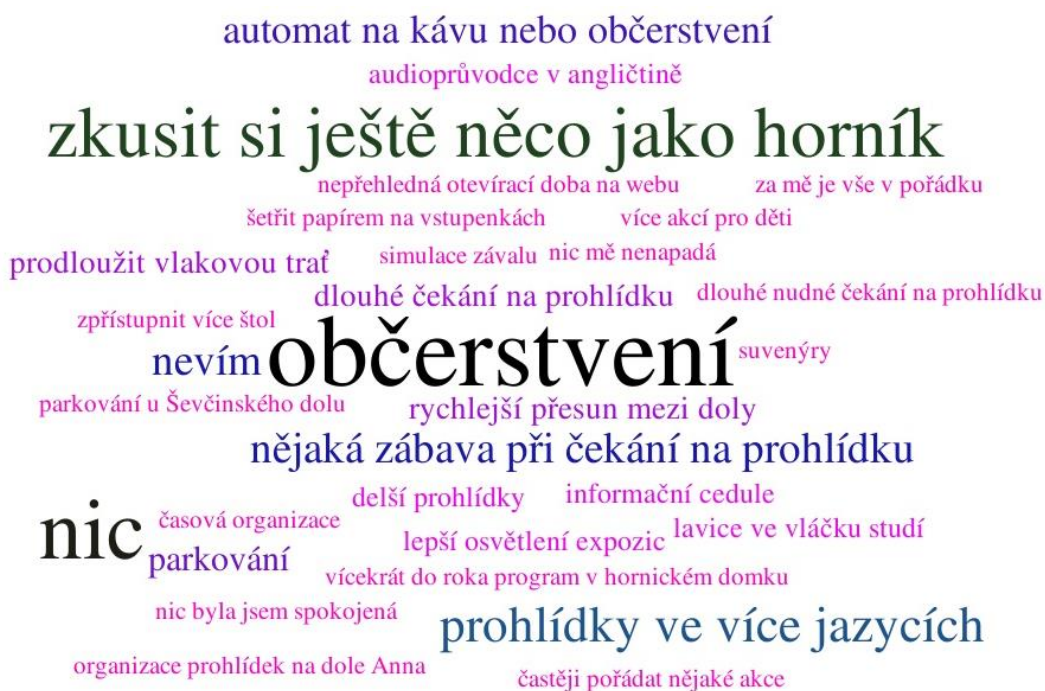 automat na kávu nebo občerstvení
audioprůvodce v angličtině
zkusit si ještě něco jako horník
nepřehledná otevírací doba na webu
za mě je vše v pořádku
šetřit papírem na vstupenkách
více akcí pro děti
prodloužit vlakovou trať
simulace závalu
nic mě nenapadá
dlouhé čekání na prohlídku
dlouhé nudné čekání na prohlídku
zpřístupnit více štol
nevím
občerstvení
suvenýry
parkování u Ševčinského dolu
rychlejší přesun mezi doly
nějaká zábava při čekání na prohlídku
delší prohlídky
informační cedule
nic
časová organizace
lepší osvětlení expozic
lavice ve vláčku studí
parkování
vícekrát do roka program v hornickém domku
nic byla jsem spokojená
prohlídky ve více jazycích
organizace prohlídek na dole Anna
častěji pořádat nějaké akce